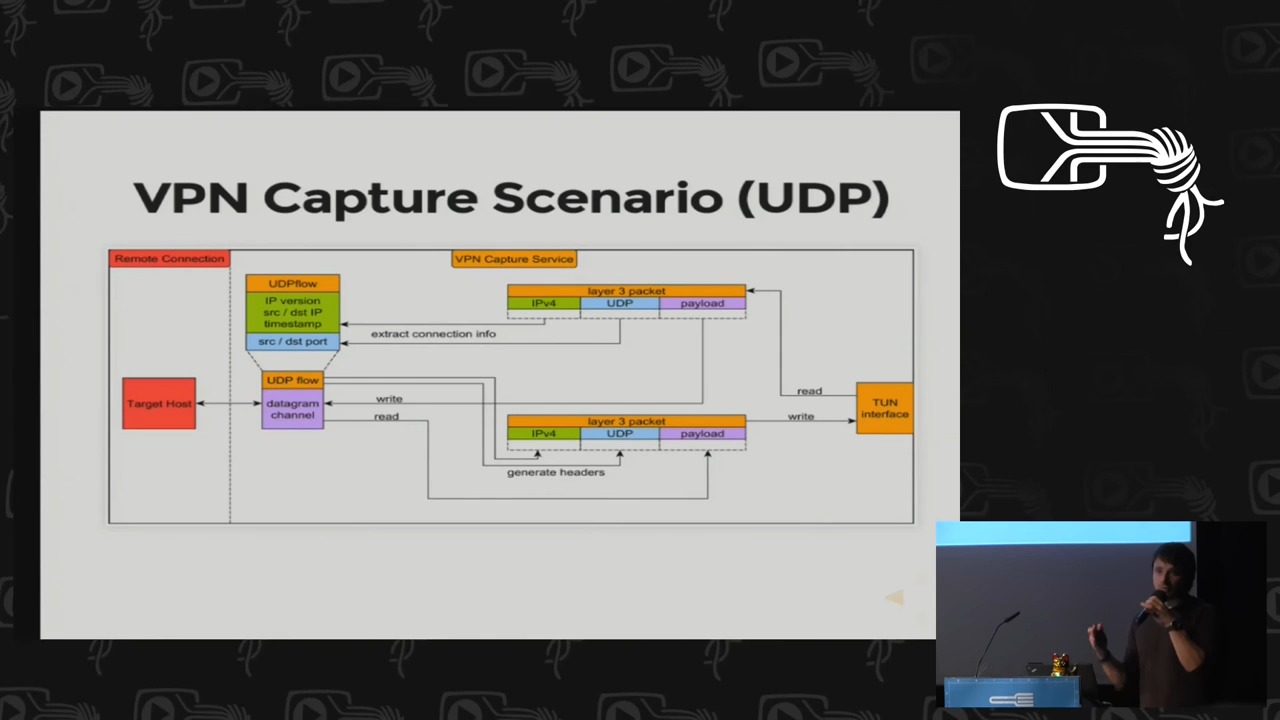 VPN Capture Scenario (UDP)
Remote Connection
VPN Capture Service
UDPflow
IP version
src / dst IP
timestamp
src / dst port
layer 3 packet
IPv4
UDP
payload
extract connection info
UDP flow
datagram
channel
Target Host
write
read
layer 3 packet
IPv4
UDP
payload
generate headers
read
write
TUN
interface